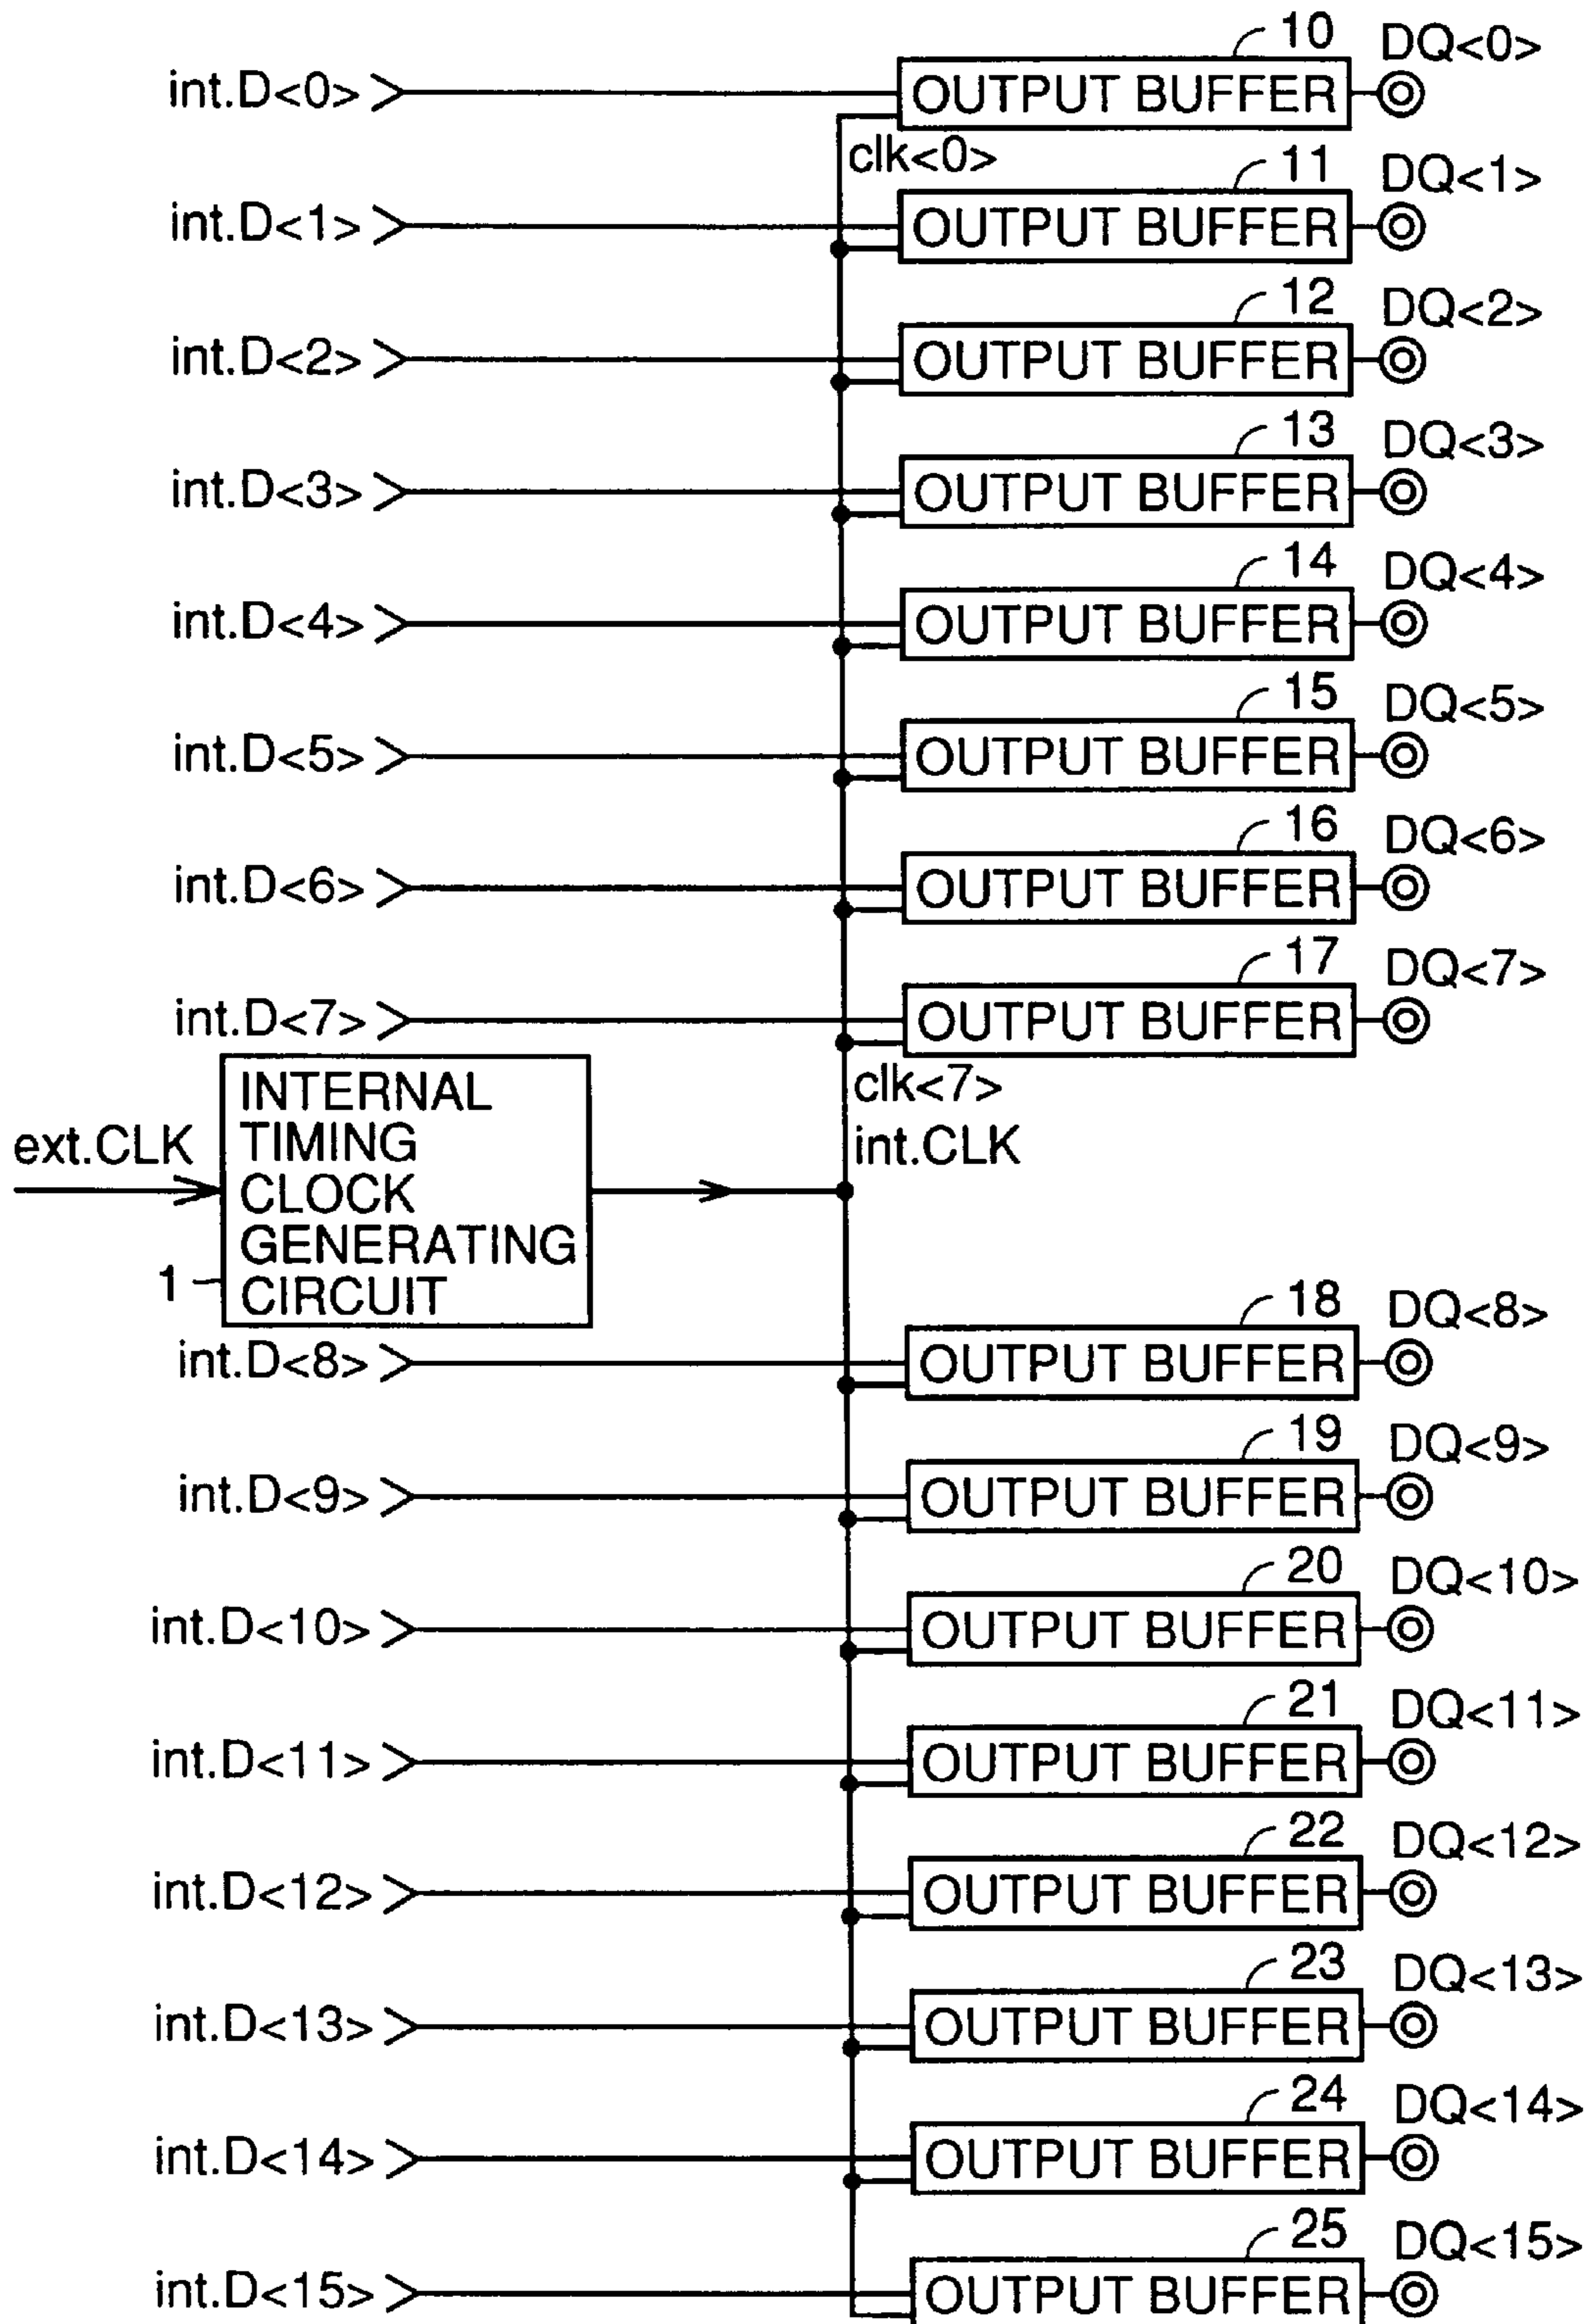 10 DQ<0>
int.D<0> OUTPUT BUFFER
clk<0>
11 DQ<1>
int.D<1> OUTPUT BUFFER
12 DQ<2>
int.D<2> OUTPUT BUFFER
13 DQ<3>
int.D<3> OUTPUT BUFFER
14 DQ<4>
int.D<4> OUTPUT BUFFER
15 DQ<5>
int.D<5> OUTPUT BUFFER
16 DQ<6>
int.D<6> OUTPUT BUFFER
17 DQ<7>
int.D<7> OUTPUT BUFFER
clk<7>
int.CLK
ext.CLK
INTERNAL
TIMING
CLOCK
GENERATING
CIRCUIT
1
18 DQ<8>
int.D<8> OUTPUT BUFFER
19 DQ<9>
int.D<9> OUTPUT BUFFER
20 DQ<10>
int.D<10> OUTPUT BUFFER
21 DQ<11>
int.D<11> OUTPUT BUFFER
22 DQ<12>
int.D<12> OUTPUT BUFFER
23 DQ<13>
int.D<13> OUTPUT BUFFER
24 DQ<14>
int.D<14> OUTPUT BUFFER
25 DQ<15>
int.D<15> OUTPUT BUFFER